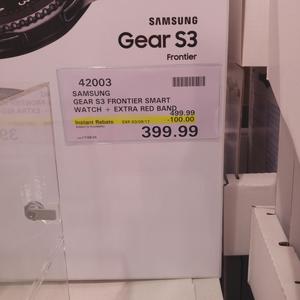 SAMSUNG
Gear S3
Frontier
42003
SAMSUNG
GEAR S3 FRONTIER SMART
WATCH + EXTRA RED BAND
499.99
Instant Rebate
-100.00
399.99